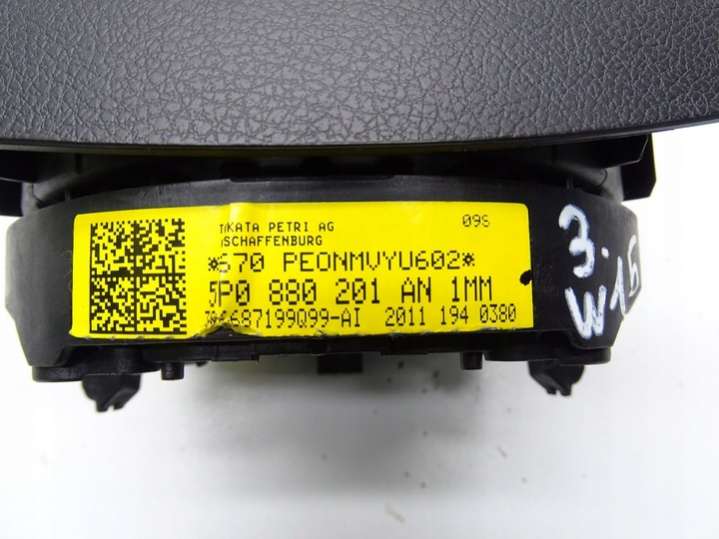 TAKATA PETRI AG 09S
ASCHAFFENBURG
*670 PEONMVYU602*
5P0 880 201 AN 1MM
687199Q99-AI 2011 194 0380
3.
W15